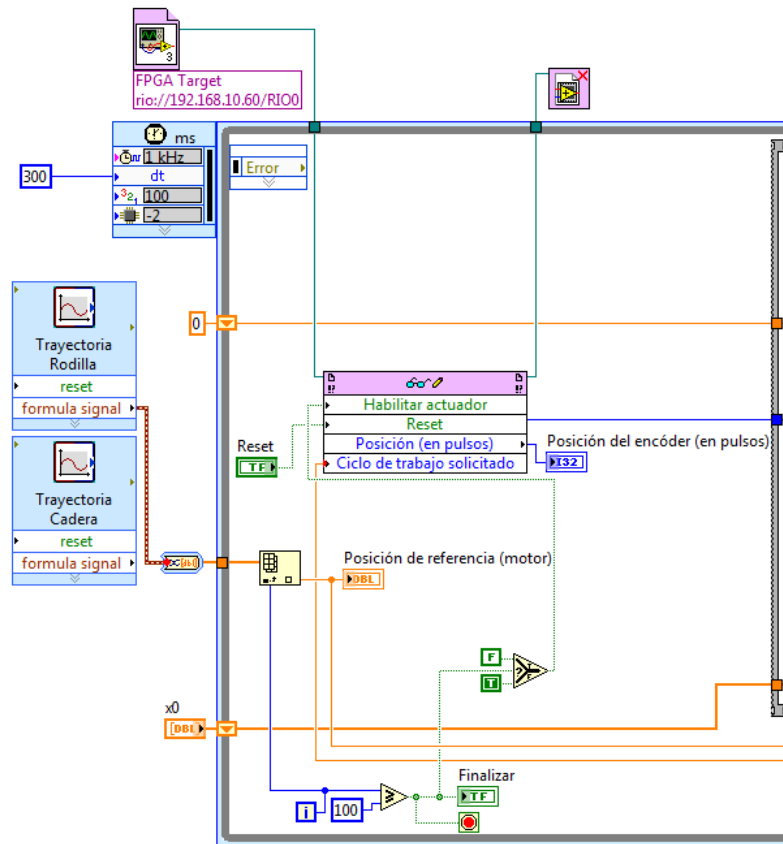 3
FPGA Target
rio://192.168.10.60/RIO0
ms
1 kHz
Error
300
dt
100
-2
Trayectoria
Rodilla
0
reset
formula signal
Habilitar actuador
Reset
Reset
Posición (en pulsos)
Posición del encóder (en pulsos)
TF
Ciclo de trabajo solicitado
I32
Trayectoria
Cadera
reset
formula signal
Posición de referencia (motor)
DBL
F
T
x0
[DBL]
Finalizar
TF
i
100